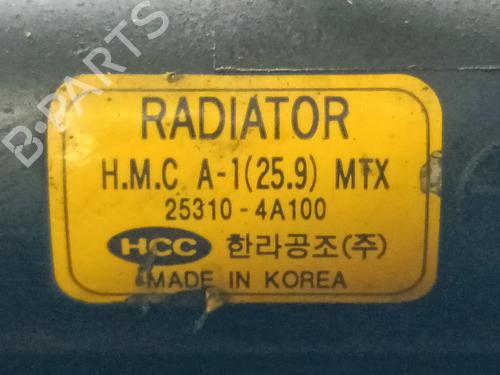 B-PARTS
RADIATOR
H.M.C A-1(25.9) MTX
25310-4A100
HCC 한라공조(주)
MADE IN KOREA